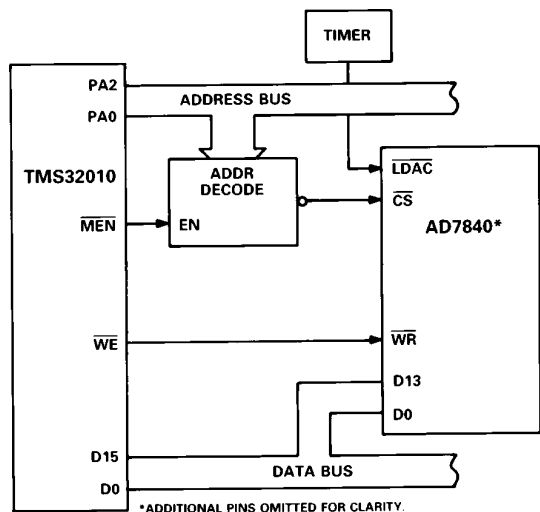 TIMER
PA2
ADDRESS BUS
PA0
TMS32010
ADDR
DECODE
LDAC
CS
AD7840*
MEN
EN
WE
WR
D13
D0
D15
DATA BUS
D0
*ADDITIONAL PINS OMITTED FOR CLARITY.